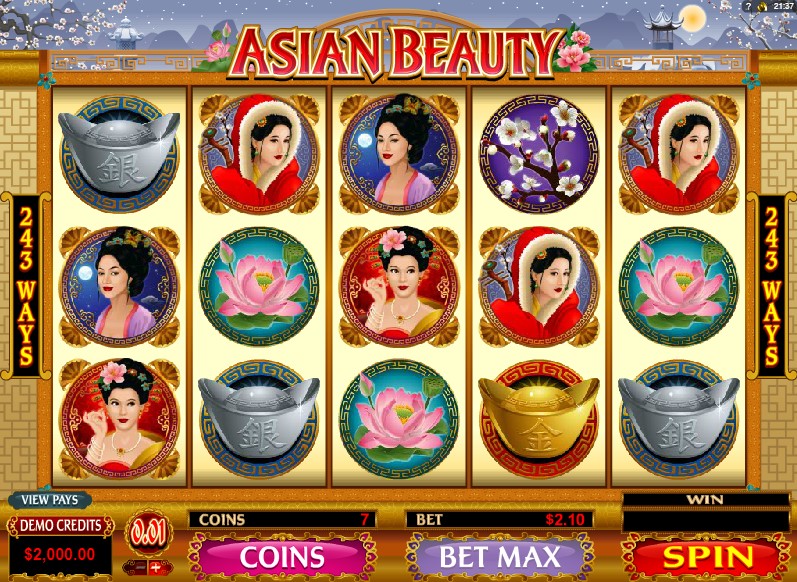 ?
21:37
ASIAN BEAUTY
銀
243 WAYS
243 WAYS
銀
金
銀
VIEW PAYS
WIN
DEMO CREDITS
0.01
COINS 7
BET $2.10
$2,000.00
COINS
BET MAX
SPIN